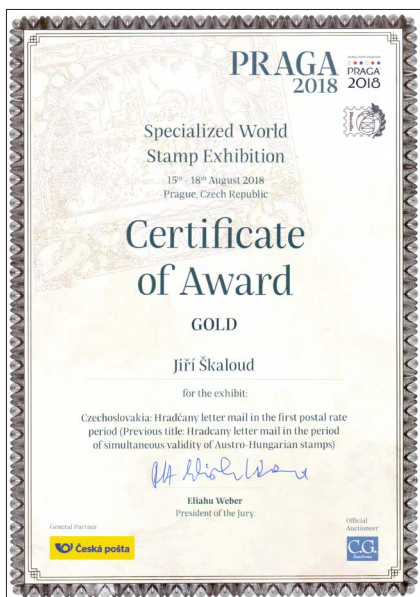 PRAGA
2018
PRAGA
2018
Specialized World
Stamp Exhibition
15th - 18th August 2018
Prague, Czech Republic
Certificate
of Award
GOLD
Jiří Škaloud
for the exhibit:
Czechoslovakia: Hradčany letter mail in the first postal rate
period (Previous title: Hradcany letter mail in the period
of simultaneous validity of Austro-Hungarian stamps)
Eliahu Weber
President of the Jury
General Partner
Česká pošta
Official
Auctioneer
C.G.